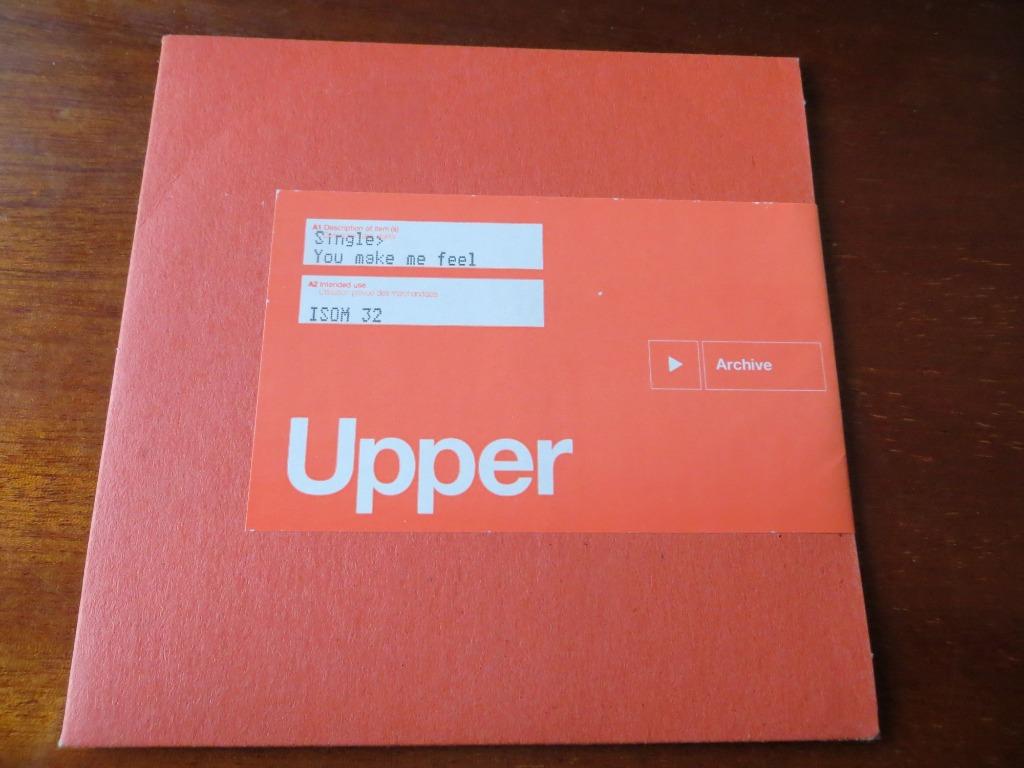 A1 Description of item (s)
Single>
You make me feel
A2 Intended use
Utilisation prévue des marchandises
ISOM 32
Archive
Upper